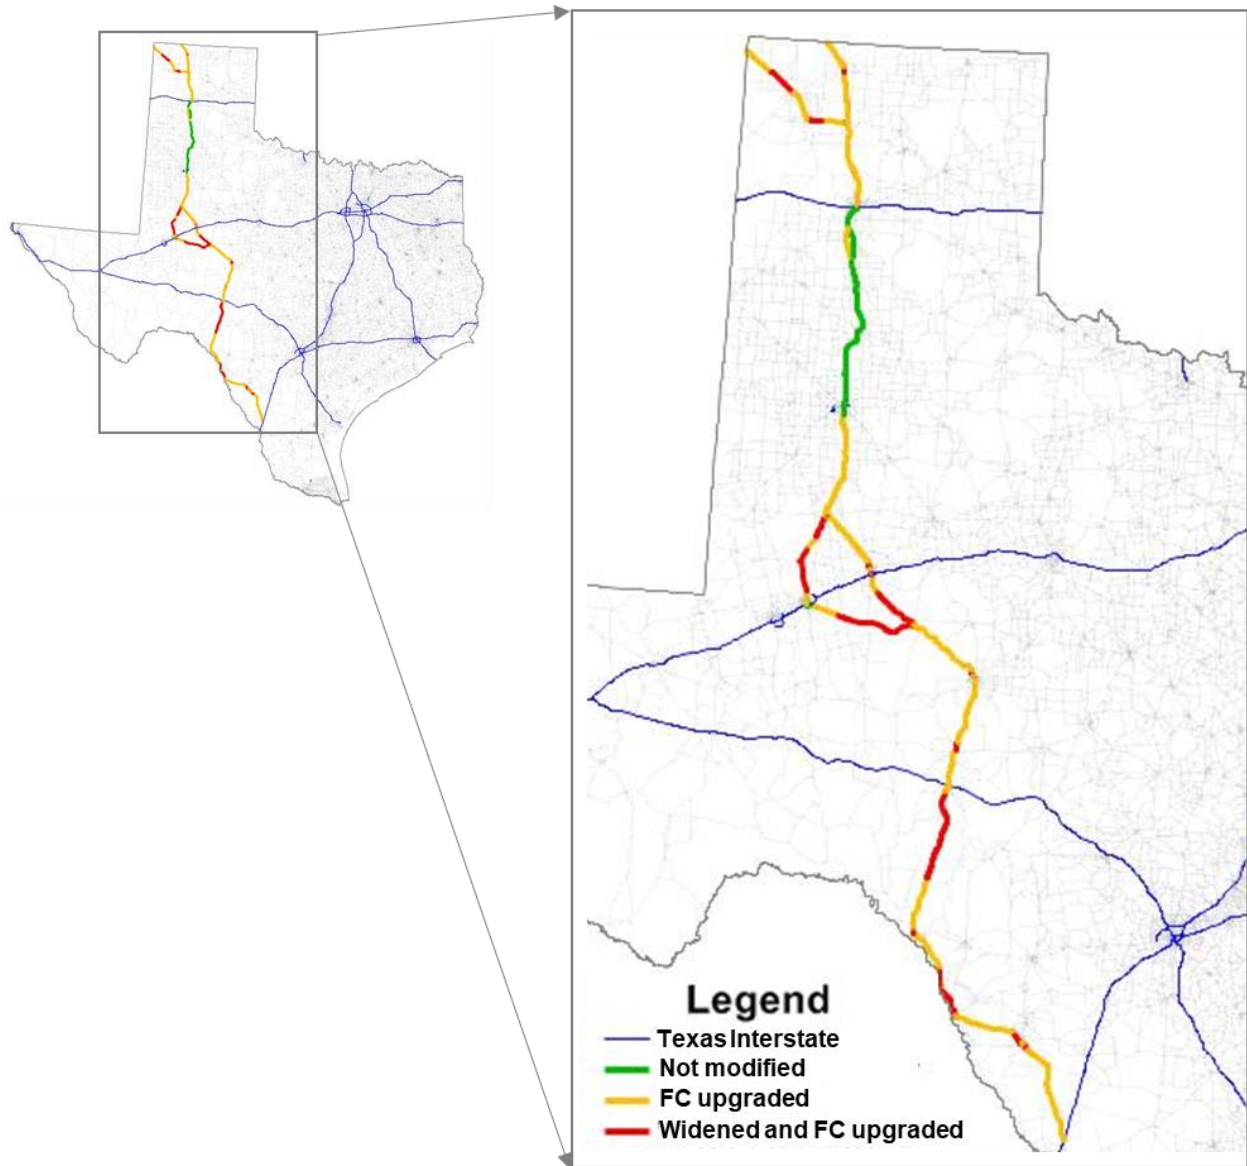 Legend
Texas Interstate
Not modified
FC upgraded
Widened and FC upgraded